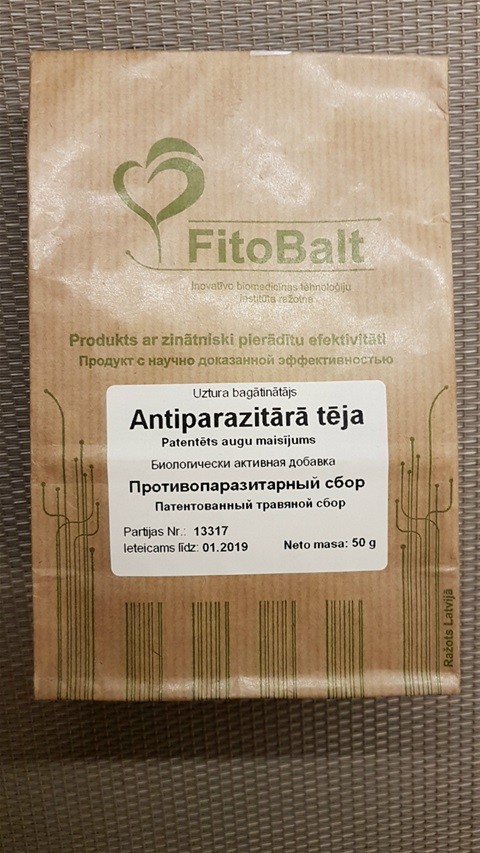 FitoBalt
Inovatīvo biomedicīnas tehnoloģiju
institūta ražotne
Produkts ar zinātniski pierādītu efektivitāti
Продукт с научно доказанной эффективностью
Uztura bagātinātājs
Antiparazitārā tēja
Patentēts augu maisījums
Биологически активная добавка
Противопаразитарный сбор
Патентованный травяной сбор
Partijas Nr.: 13317
Ieteicams līdz: 01.2019 Neto masa: 50 g
Ražots Latvijā